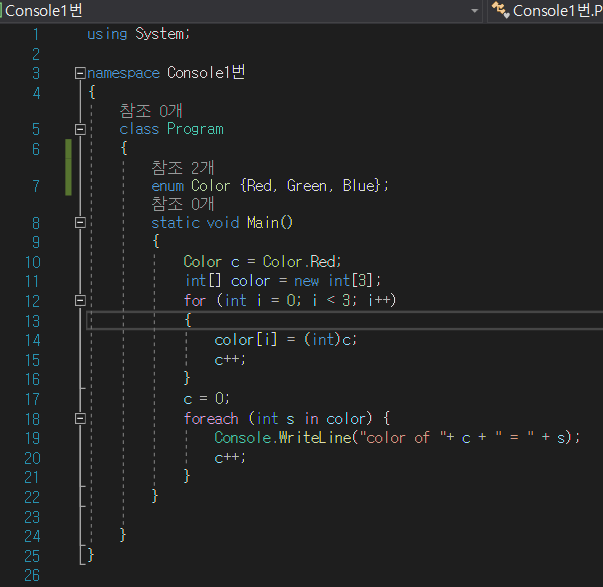 Console1번 Console1번.P
1 using System;
2
3 namespace Console1번
4 {
참조 0개
5 class Program
6 {
참조 2개
7 enum Color {Red, Green, Blue};
참조 0개
8 static void Main()
9 {
10 Color c = Color.Red;
11 int[] color = new int[3];
12 for (int i = 0; i < 3; i++)
13 {
14 color[i] = (int)c;
15 c++;
16 }
17 c = 0;
18 foreach (int s in color) {
19 Console.WriteLine("color of "+ c + " = " + s);
20 c++;
21 }
22 }
23
24 }
25 }
26